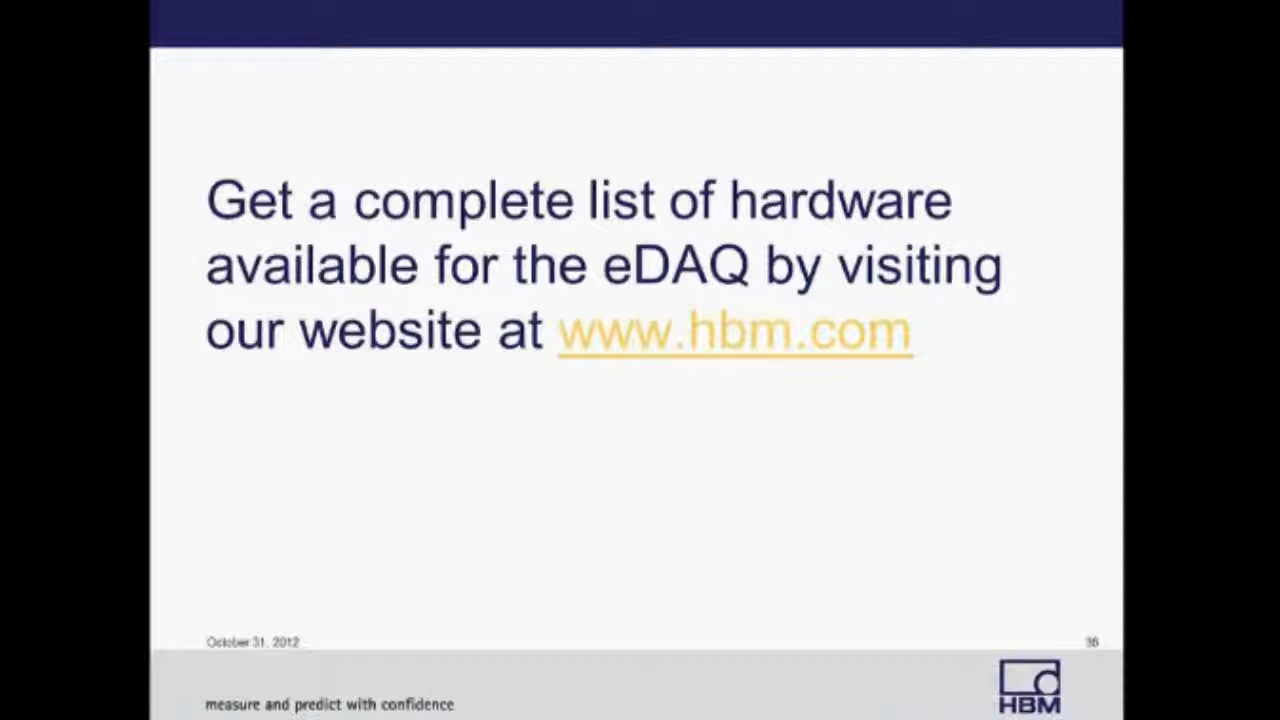 Get a complete list of hardware
available for the eDAQ by visiting
our website at www.hbm.com
October 31, 2012
36
measure and predict with confidence
HBM